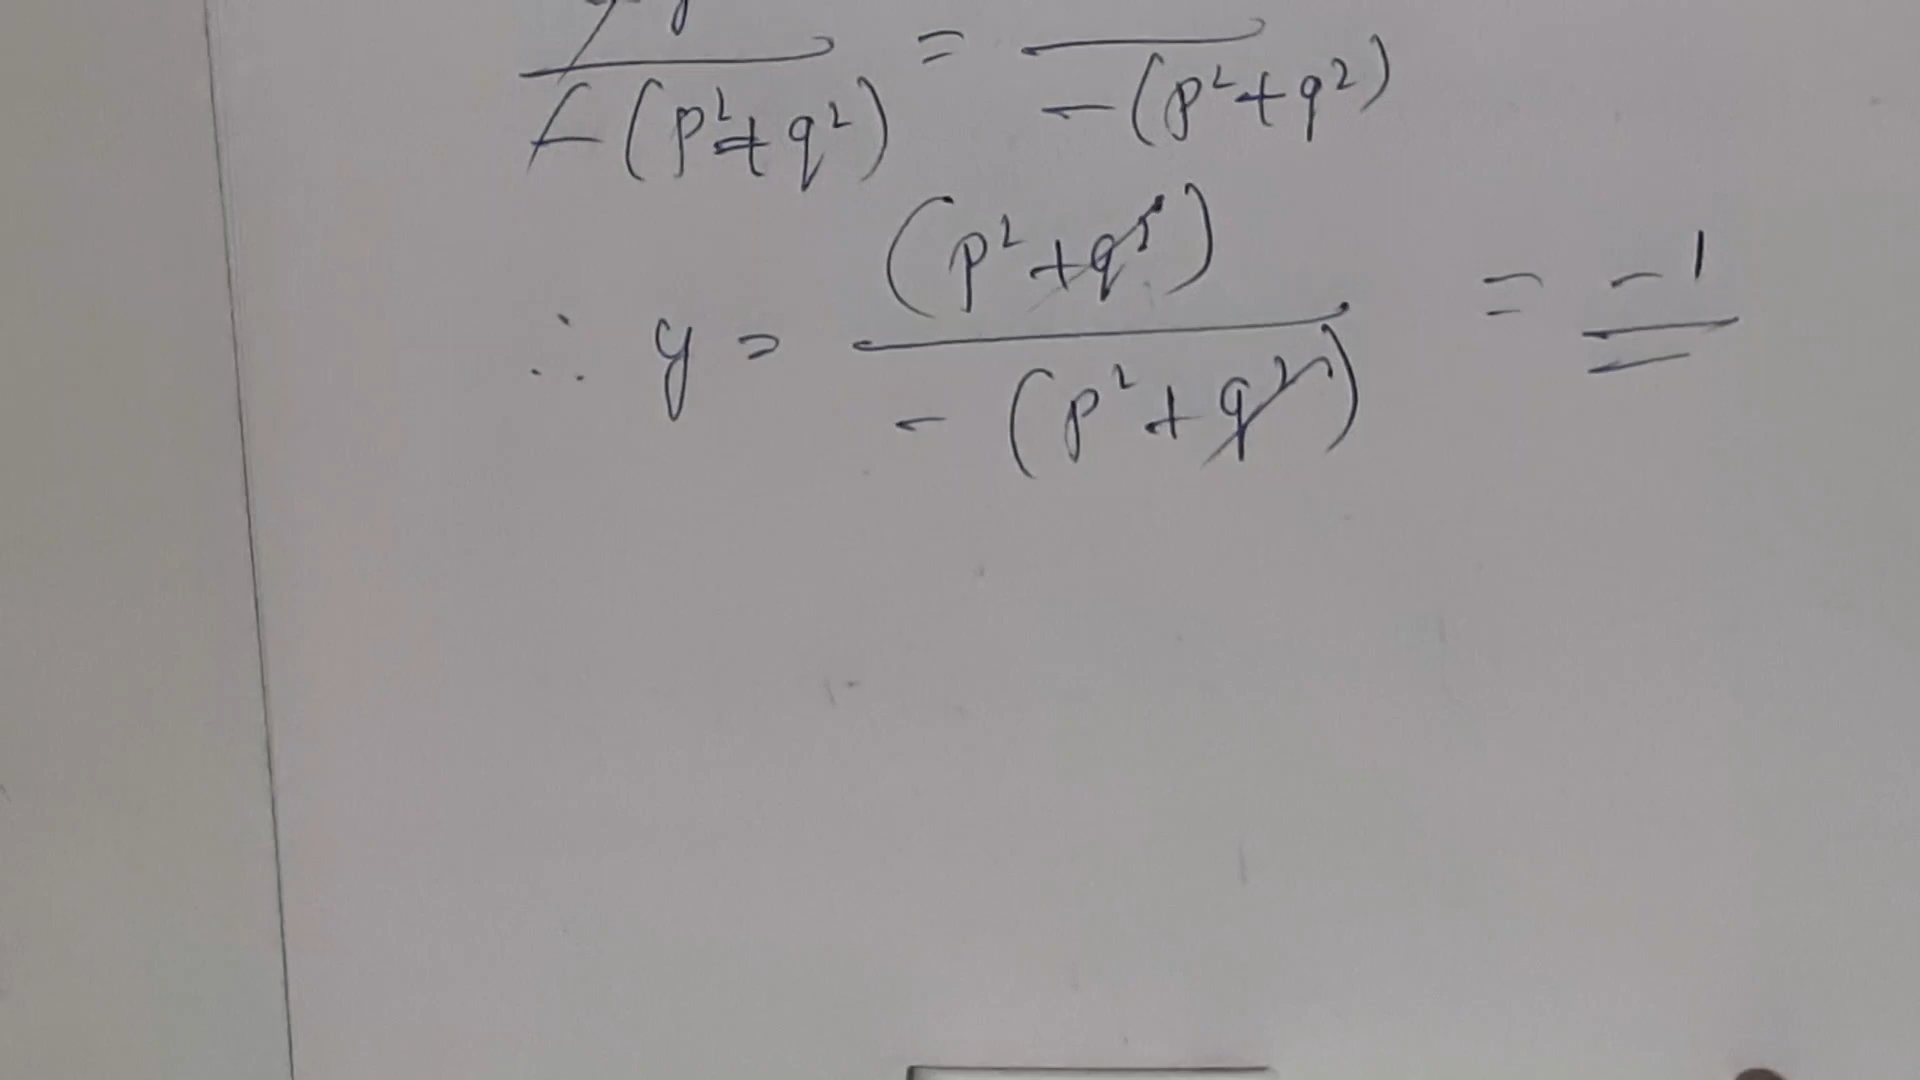 / -(p²+q²) = / -(p²+q²)
∴ y = (p²+q²) / -(p²+q²) = -1